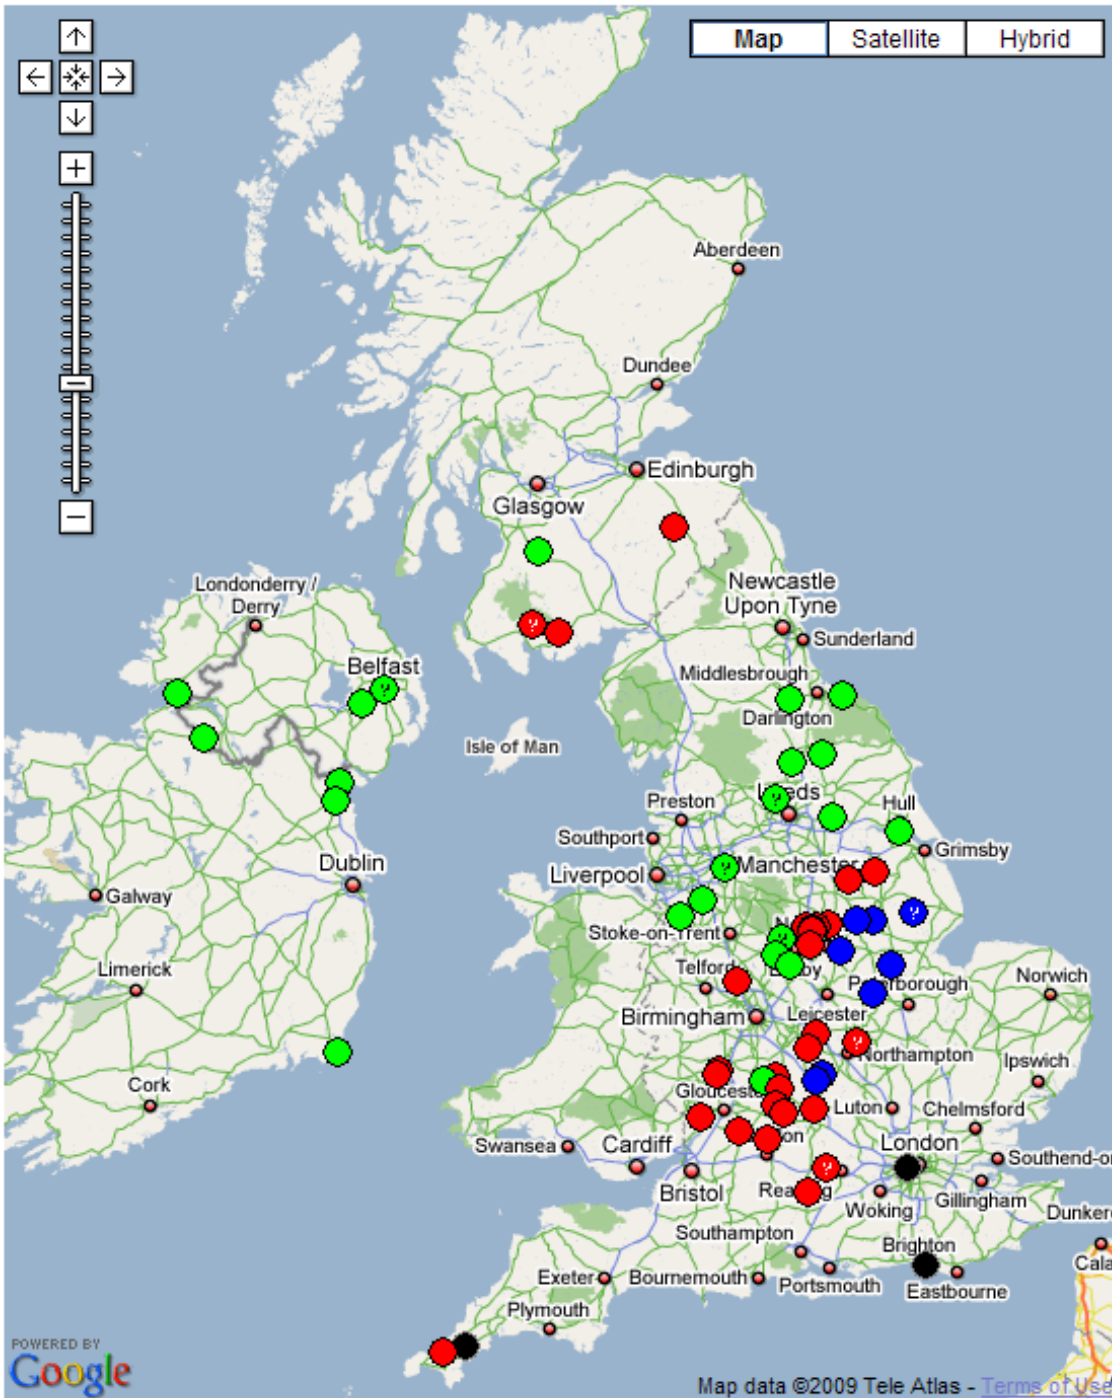 Map
Satellite
Hybrid
Aberdeen
Dundee
Edinburgh
Glasgow
Londonderry /
Derry
Newcastle
Upon Tyne
Sunderland
Belfast
Middlesbrough
Darlington
Isle of Man
Preston
Hull
Southport
Grimsby
Manchester
Liverpool
Dublin
Galway
Stoke-on-Trent
Limerick
Telford
Norwich
Birmingham
Leicester
Northampton
Ipswich
Cork
Luton
Chelmsford
Swansea
Cardiff
London
Southend-on
Bristol
Woking
Gillingham
Southampton
Brighton
Dunkerq
Exeter
Bournemouth
Portsmouth
Eastbourne
Cala
Plymouth
POWERED BY
Google
Map data ©2009 Tele Atlas - Terms of Use